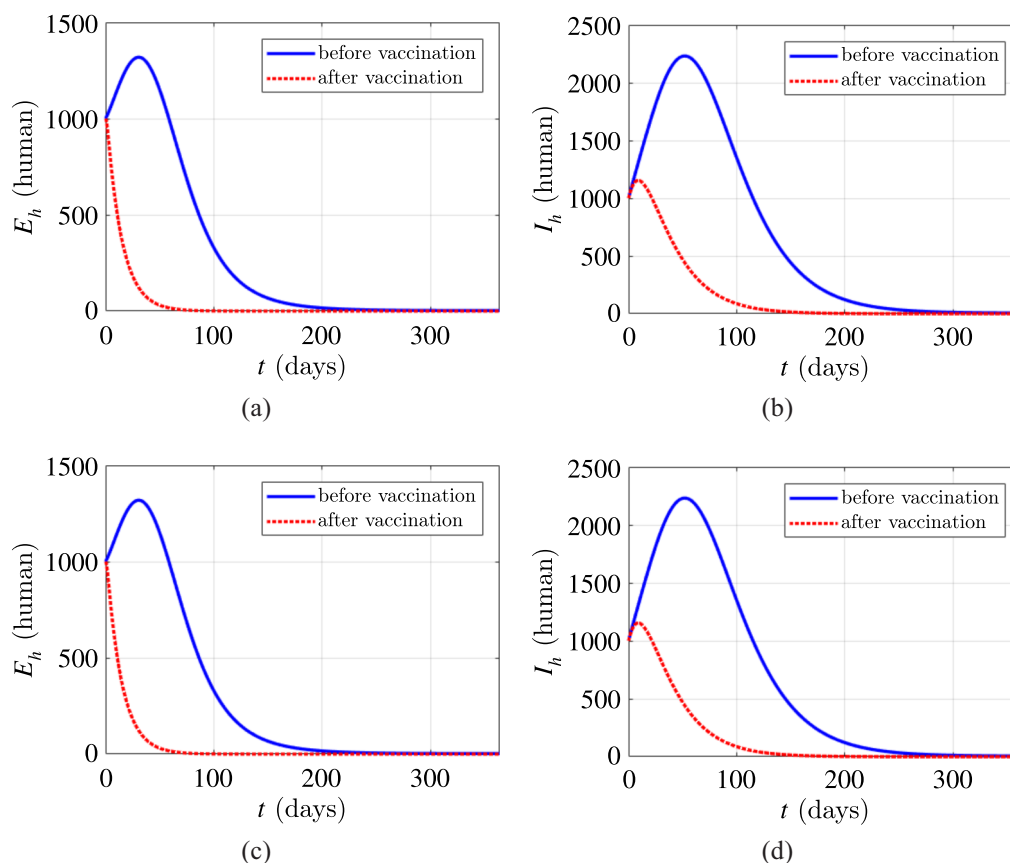 1500
1000
500
0
E_h (human)
before vaccination
after vaccination
0 100 200 300
t (days)
(a)
2500
2000
1500
1000
500
0
I_h (human)
before vaccination
after vaccination
0 100 200 300
t (days)
(b)
1500
1000
500
0
E_h (human)
before vaccination
after vaccination
0 100 200 300
t (days)
(c)
2500
2000
1500
1000
500
0
I_h (human)
before vaccination
after vaccination
0 100 200 300
t (days)
(d)